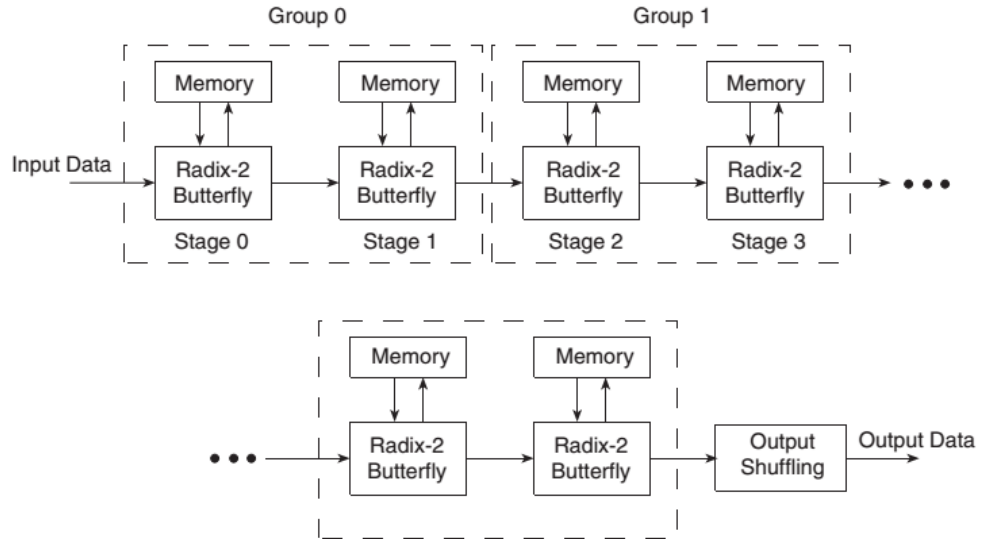 Group 0
Group 1
Memory
Memory
Memory
Memory
Input Data
Radix-2
Butterfly
Radix-2
Butterfly
Radix-2
Butterfly
Radix-2
Butterfly
Stage 0
Stage 1
Stage 2
Stage 3
Memory
Memory
Radix-2
Butterfly
Radix-2
Butterfly
Output
Shuffling
Output Data